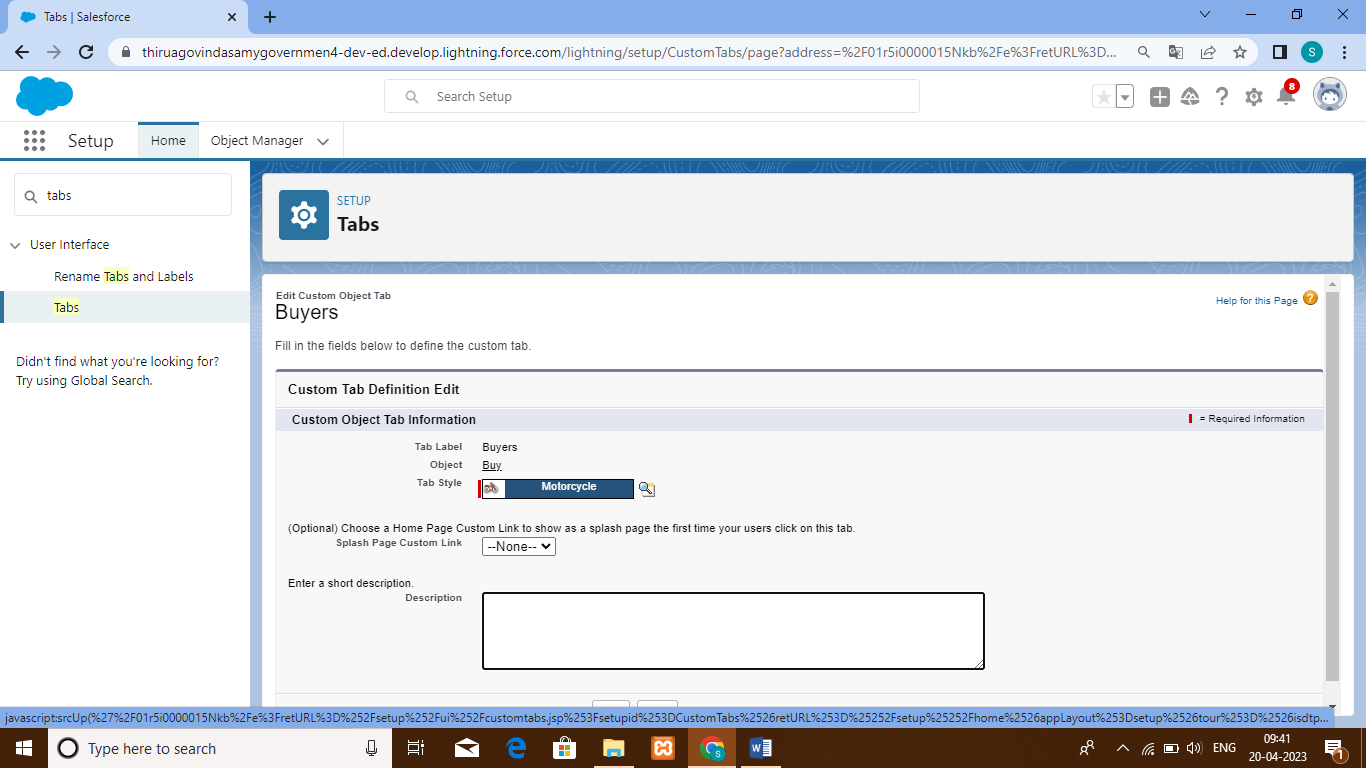 Tabs | Salesforce
thiruagovindasamygovernmen4-dev-ed.develop.lightning.force.com/lightning/setup/CustomTabs/page?address=%2F01r5i0000015Nkb%2Fe%3FretURL%3D...
S
Search Setup
8
Setup
Home
Object Manager
tabs
User Interface
Rename Tabs and Labels
Tabs
Didn't find what you're looking for?
Try using Global Search.
SETUP
Tabs
Edit Custom Object Tab
Buyers
Help for this Page
?
Fill in the fields below to define the custom tab.
Custom Tab Definition Edit
Custom Object Tab Information
= Required Information
Tab Label Buyers
Object Buy
Tab Style Motorcycle
(Optional) Choose a Home Page Custom Link to show as a splash page the first time your users click on this tab.
Splash Page Custom Link --None--
Enter a short description.
Description
javascript:srcUp(%27%2F01r5i0000015Nkb%2Fe%3FretURL%3D%252Fsetup%252Fui%252Fcustomtabs.jsp%253Fsetupid%253DCustomTabs%2526retURL%253D%25252Fsetup%25252Fhome%2526appLayout%253Dsetup%2526tour%253D%2526isdtp...
Type here to search
ENG
09:41
20-04-2023
1